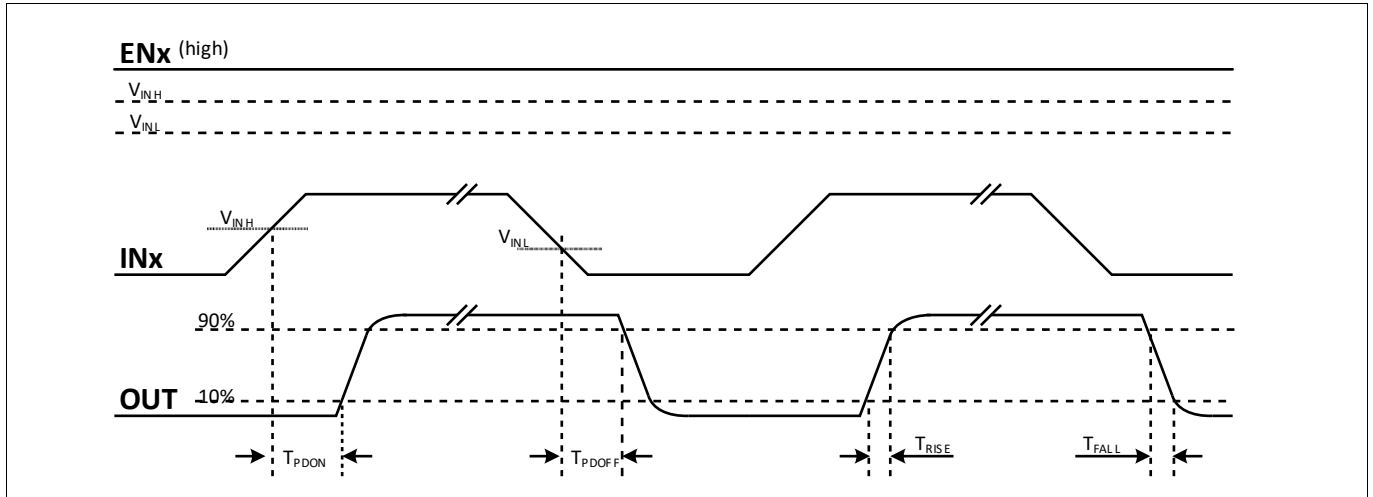 ENx (high)
VINH
VINL
VINH
VINL
INx
90%
OUT 10%
TPDON TPDOFF TRISE TFALL